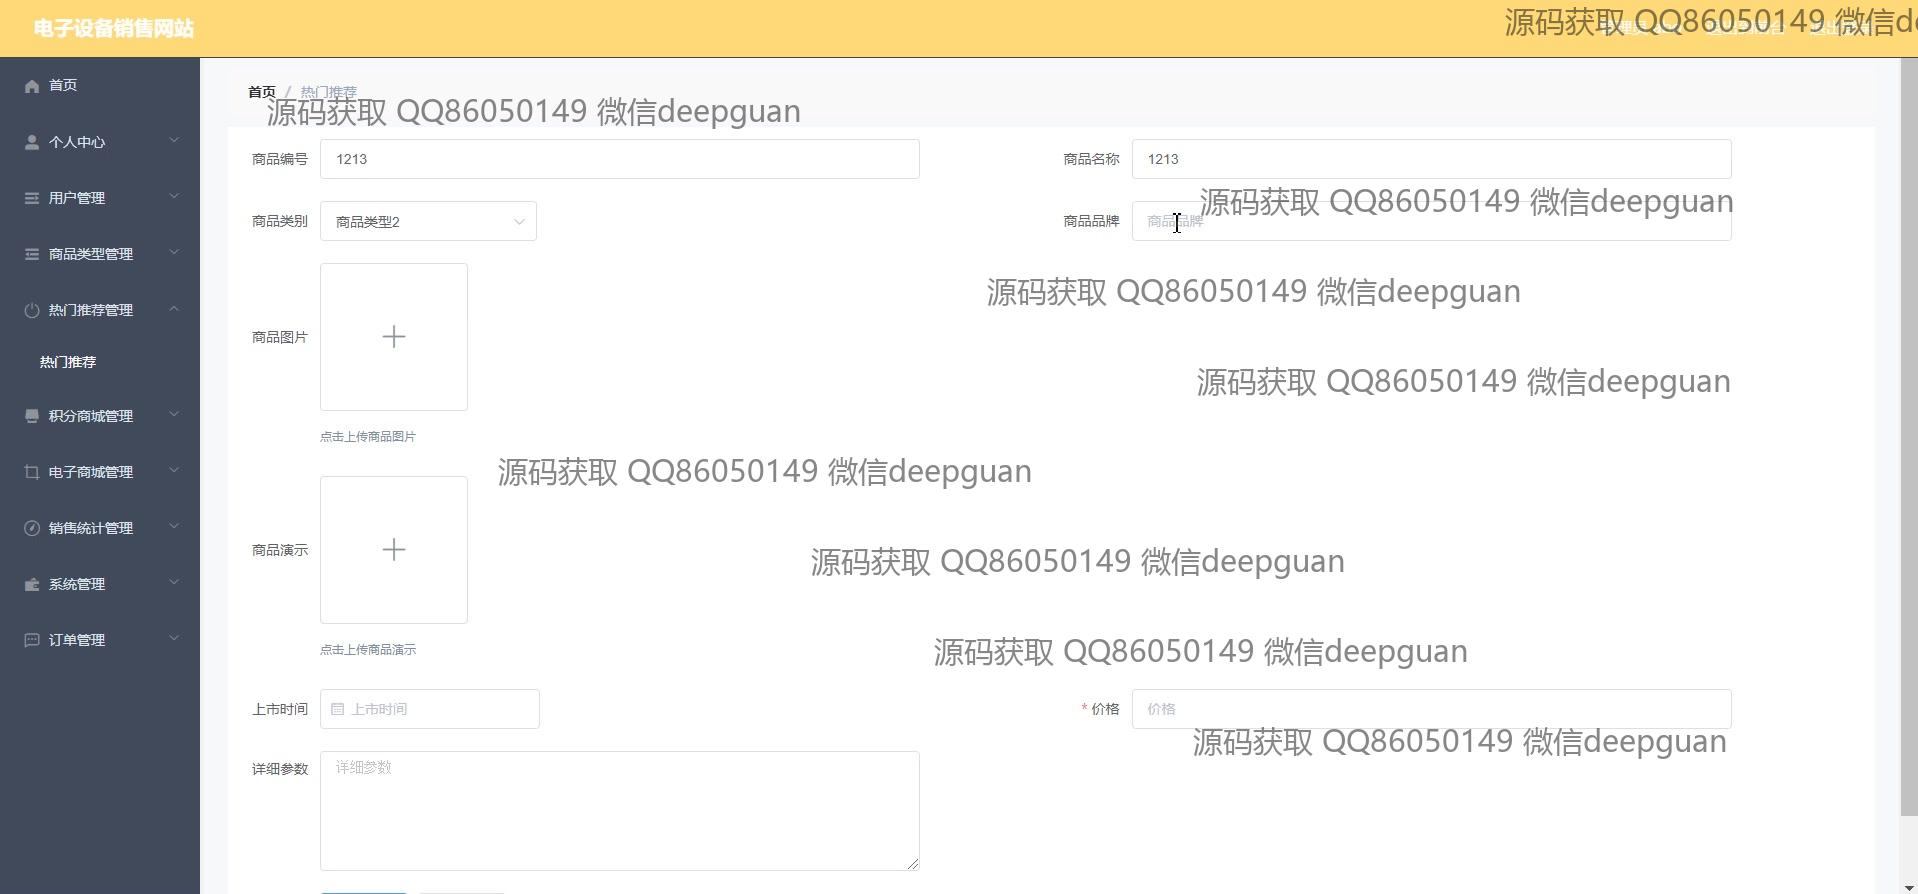 电子设备销售网站
源码获取 QQ86050149 微信de
首页
个人中心
用户管理
商品类型管理
热门推荐管理
热门推荐
积分商城管理
电子商城管理
销售统计管理
系统管理
订单管理
首页 / 热门推荐
源码获取 QQ86050149 微信deepguan
商品编号 1213 商品名称 1213
源码获取 QQ86050149 微信deepguan
商品类别 商品类型2 商品品牌 商品品牌
源码获取 QQ86050149 微信deepguan
商品图片
源码获取 QQ86050149 微信deepguan
点击上传商品图片
源码获取 QQ86050149 微信deepguan
商品演示
源码获取 QQ86050149 微信deepguan
点击上传商品演示
源码获取 QQ86050149 微信deepguan
上市时间 上市时间 * 价格 价格
源码获取 QQ86050149 微信deepguan
详细参数 详细参数